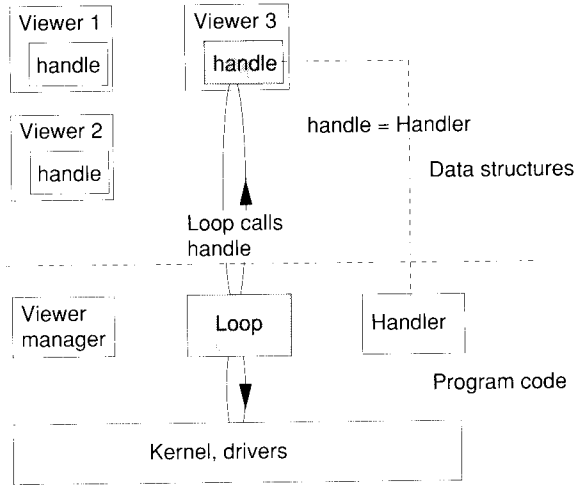 Viewer 1
handle
Viewer 3
handle
handle = Handler
Viewer 2
handle
Data structures
Loop calls
handle
Viewer
manager
Loop
Handler
Program code
Kernel, drivers